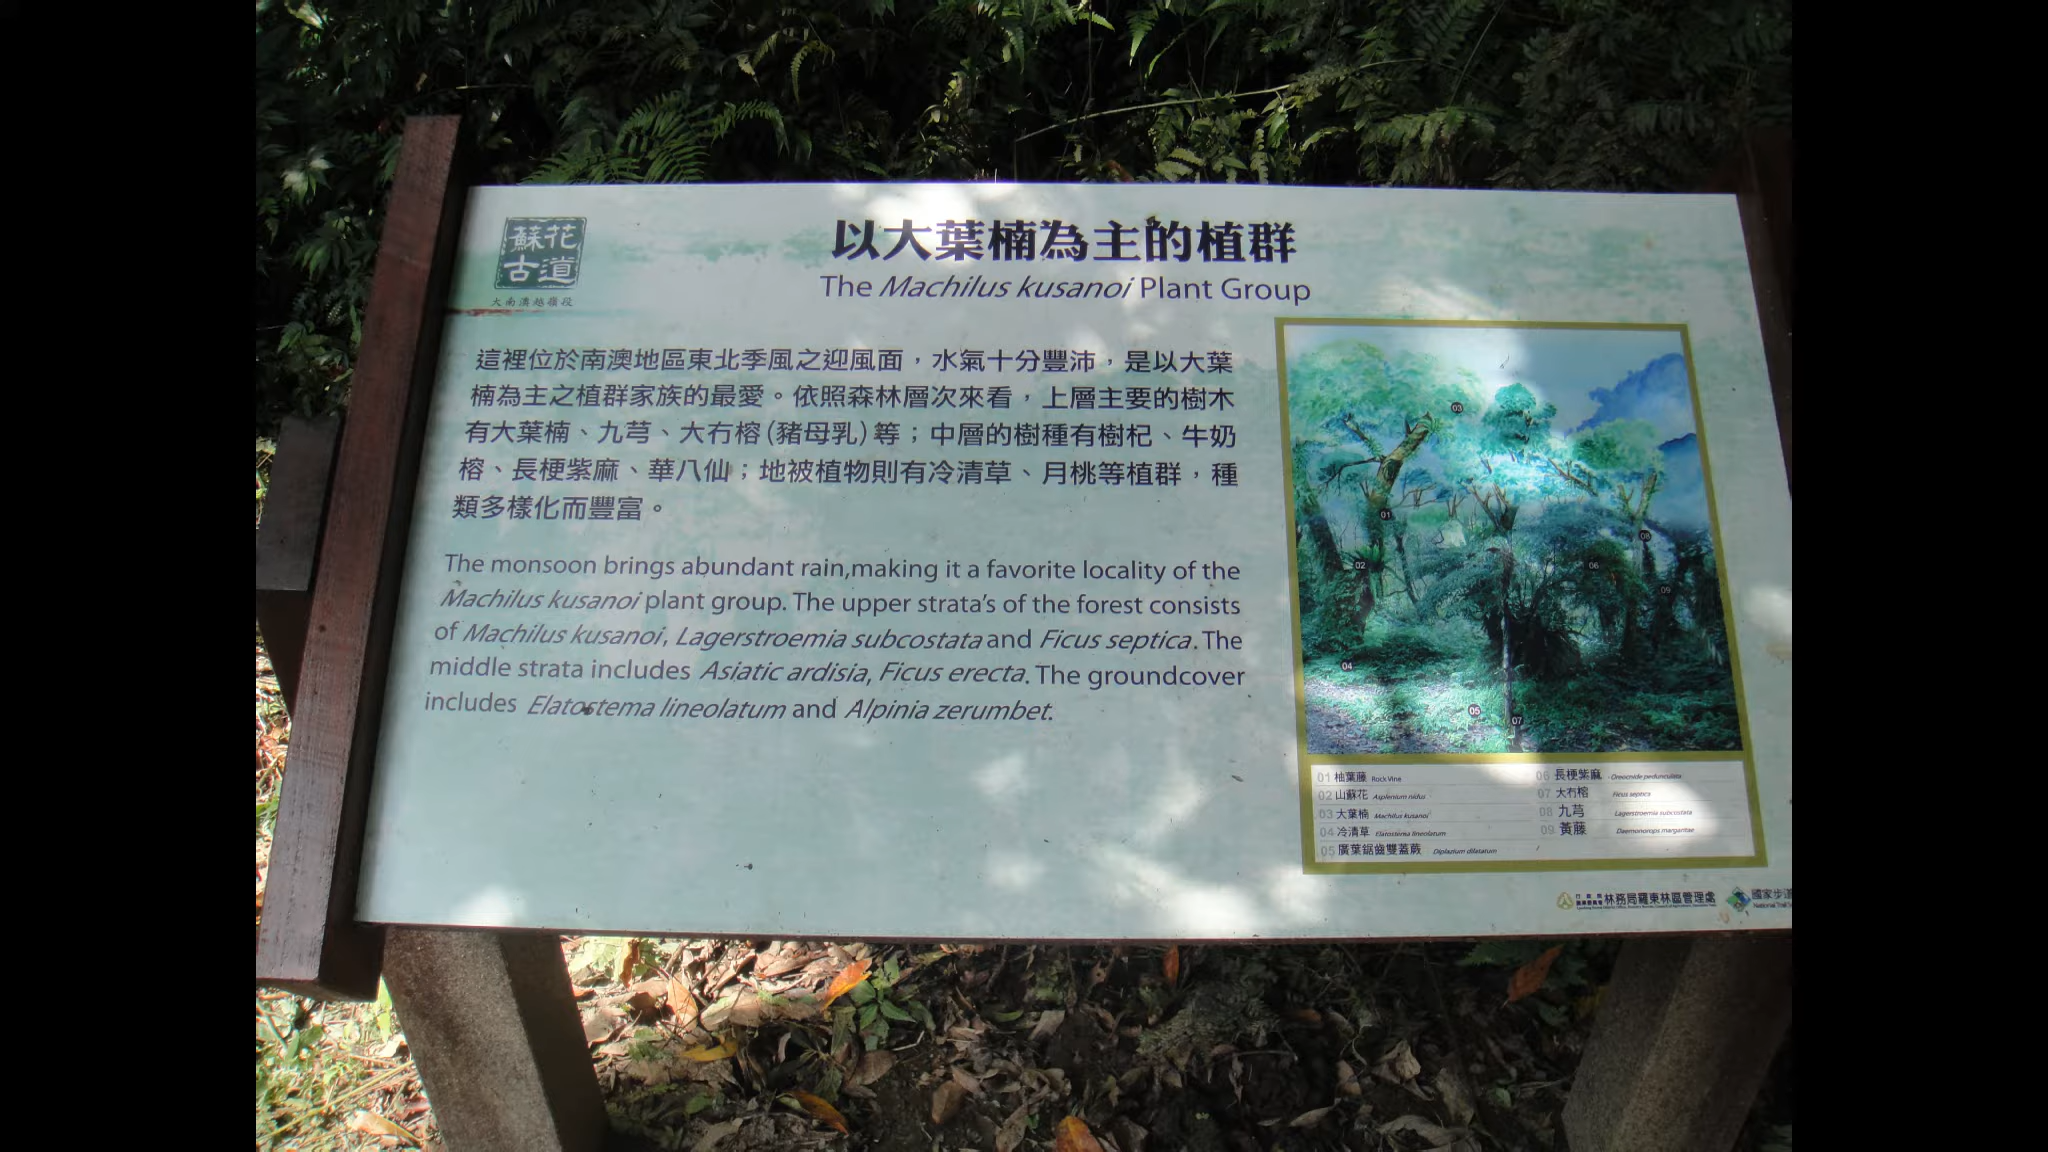 蘇花
古道
大南澳越嶺段
以大葉楠為主的植群
The Machilus kusanoi Plant Group
這裡位於南澳地區東北季風之迎風面，水氣十分豐沛，是以大葉
楠為主之植群家族的最愛。依照森林層次來看，上層主要的樹木
有大葉楠、九芎、大冇榕(豬母乳)等；中層的樹種有樹杞、牛奶
榕、長梗紫麻、華八仙；地被植物則有冷清草、月桃等植群，種
類多樣化而豐富。
The monsoon brings abundant rain,making it a favorite locality of the
Machilus kusanoi plant group. The upper strata's of the forest consists
of Machilus kusanoi, Lagerstroemia subcostata and Ficus septica. The
middle strata includes Asiatic ardisia, Ficus erecta. The groundcover
includes Elatostema lineolatum and Alpinia zerumbet.
03
01
08
02
06
09
04
05
07
01 柚葉藤 Rock Vine
02 山蘇花 Asplenium nidus
03 大葉楠 Machilus kusanoi
04 冷清草 Elatostema lineolatum
05 廣葉鋸齒雙蓋蕨 Diplazium dilatatum
06 長梗紫麻 Oreocnide pedunculata
07 大冇榕 Ficus septica
08 九芎 Lagerstroemia subcostata
09 黃藤 Daemonorops margaritae
林務局羅東林區管理處
國家步道
National Trail